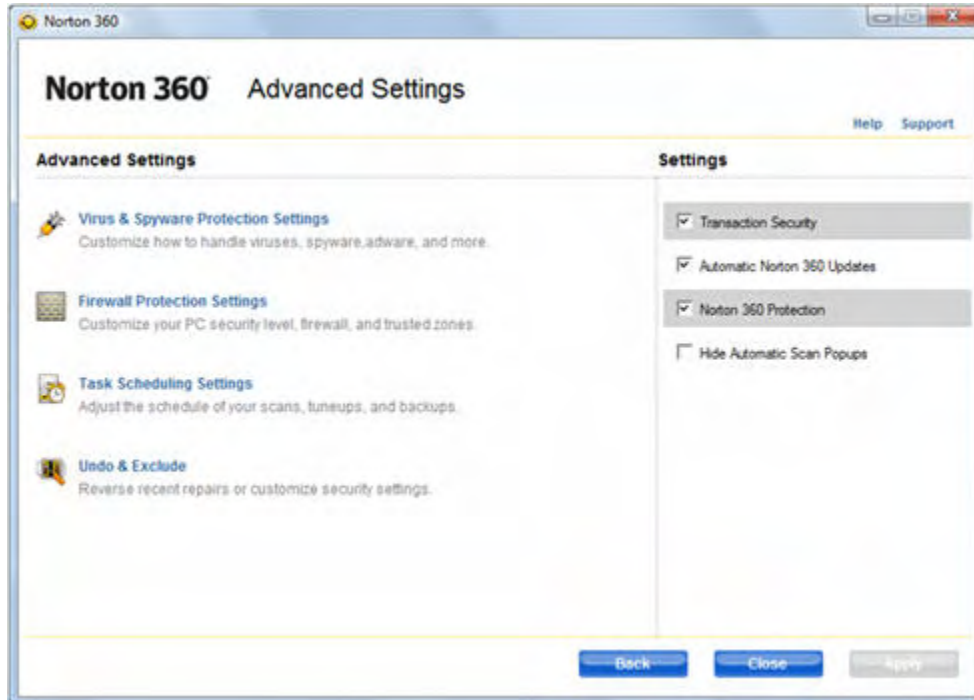 Norton 360
Norton 360 Advanced Settings
Help Support
Advanced Settings
Settings
Virus & Spyware Protection Settings
Customize how to handle viruses, spyware,adware, and more.
Firewall Protection Settings
Customize your PC security level, firewall, and trusted zones.
Task Scheduling Settings
Adjust the schedule of your scans, tuneups, and backups.
Undo & Exclude
Reverse recent repairs or customize security settings.
Transaction Security
Automatic Norton 360 Updates
Norton 360 Protection
Hide Automatic Scan Popups
Back Close Apply